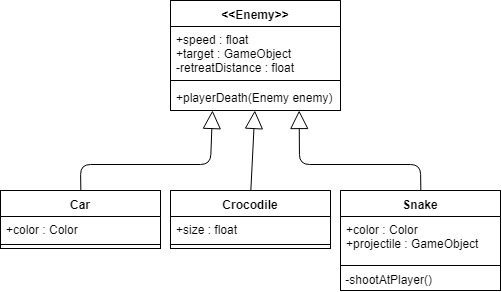 <<Enemy>>
+speed : float
+target : GameObject
-retreatDistance : float
+playerDeath(Enemy enemy)
Car
+color : Color
Crocodile
+size : float
Snake
+color : Color
+projectile : GameObject
-shootAtPlayer()